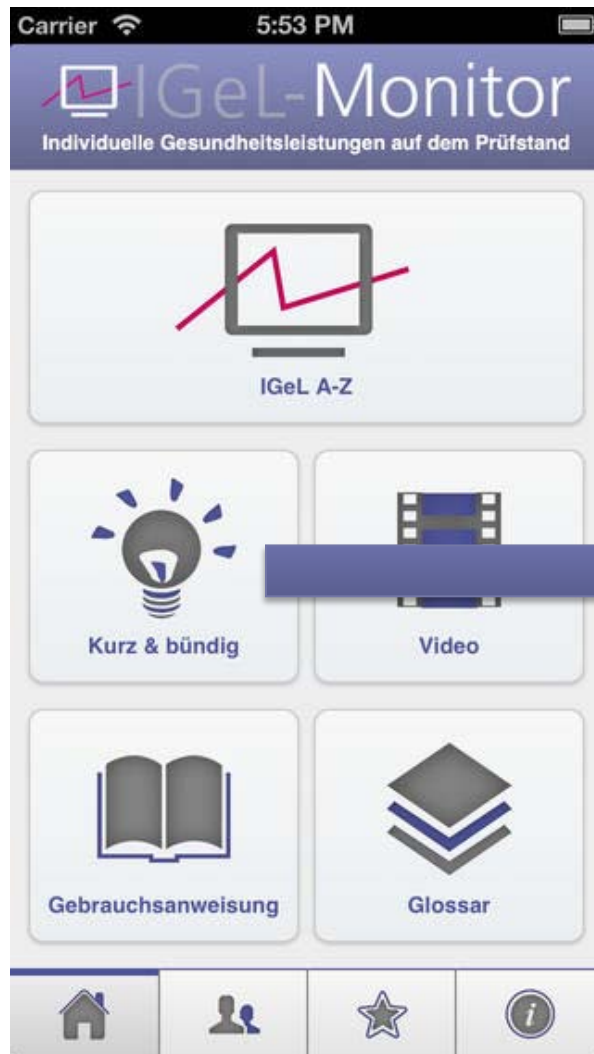 Carrier 5:53 PM
IGeL-Monitor
Individuelle Gesundheitsleistungen auf dem Prüfstand
IGeL A-Z
Kurz & bündig Video
Gebrauchsanweisung Glossar
i